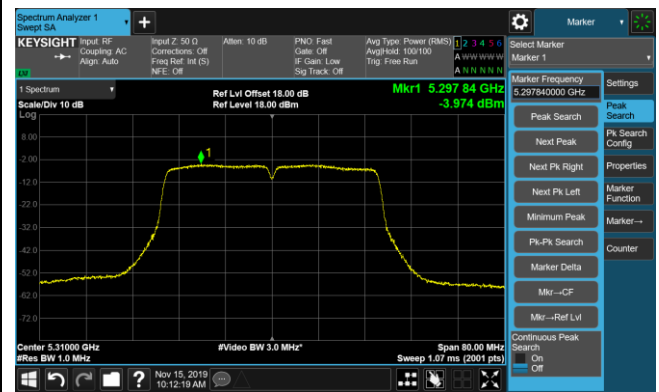 Spectrum Analyzer 1
Swept SA
Marker
KEYSIGHT Input: RF Input Z: 50 Ω Atten: 10 dB PNO: Fast Avg Type: Power (RMS) 1 2 3 4 5 6
Coupling: AC Corrections: Off Gate: Off Avg|Hold: 100/100 A W W W W W
Align: Auto Freq Ref: Int (S) IF Gain: Low Trig: Free Run
NFE: Off Sig Track: Off A N N N N N
Select Marker
Marker 1
1 Spectrum
Scale/Div 10 dB
Log
Ref Lvl Offset 18.00 dB
Ref Level 18.00 dBm
Mkr1 5.297 84 GHz
-3.974 dBm
8.00
-2.00
-12.0
-22.0
-32.0
-42.0
-52.0
-62.0
-72.0
1
Center 5.31000 GHz
#Res BW 1.0 MHz
#Video BW 3.0 MHz*
Span 80.00 MHz
Sweep 1.07 ms (2001 pts)
Marker Frequency
5.297840000 GHz
Peak Search
Next Peak
Next Pk Right
Next Pk Left
Minimum Peak
Pk-Pk Search
Marker Delta
Mkr→CF
Mkr→Ref Lvl
Continuous Peak
Search
On
Off
Settings
Peak
Search
Pk Search
Config
Properties
Marker
Function
Marker→
Counter
Nov 15, 2019
10:12:19 AM